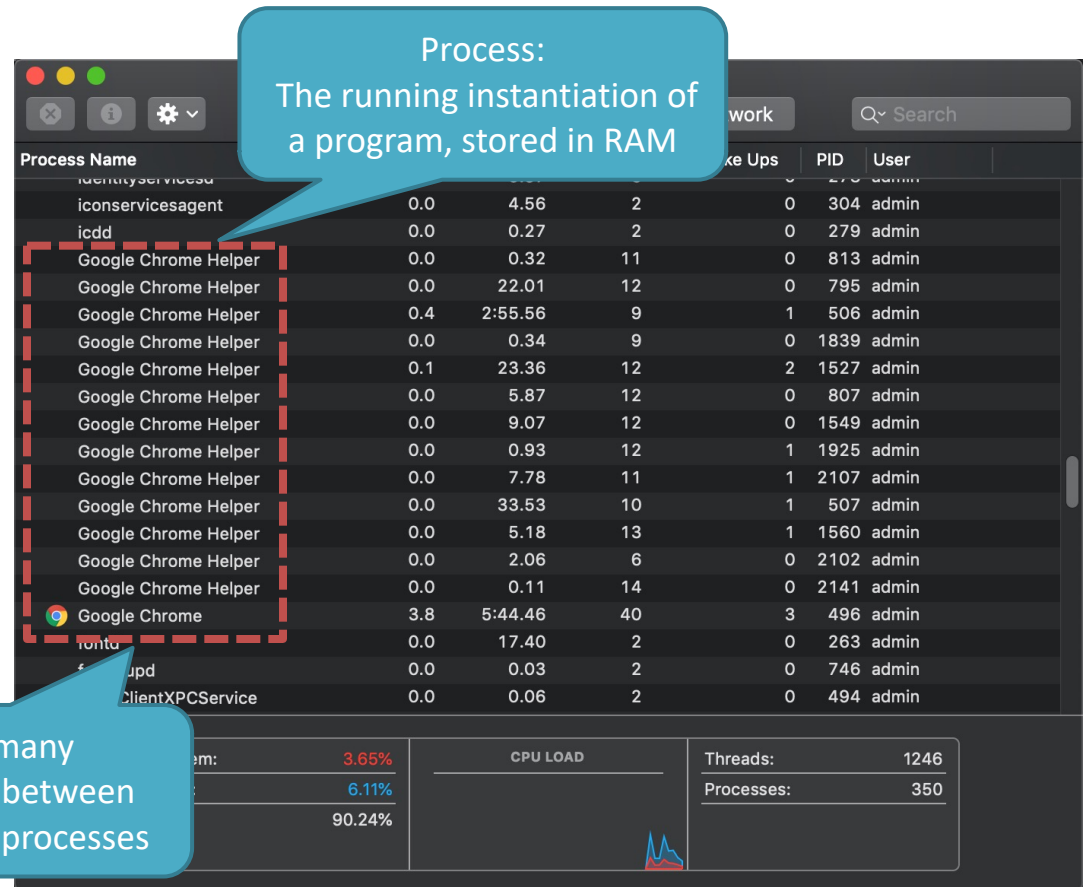 Process:
The running instantiation of
a program, stored in RAM
work
Search
Process Name ke Ups PID User
identityservicesd admin
iconservicesagent 0.0 4.56 2 0 304 admin
icdd 0.0 0.27 2 0 279 admin
Google Chrome Helper 0.0 0.32 11 0 813 admin
Google Chrome Helper 0.0 22.01 12 0 795 admin
Google Chrome Helper 0.4 2:55.56 9 1 506 admin
Google Chrome Helper 0.0 0.34 9 0 1839 admin
Google Chrome Helper 0.1 23.36 12 2 1527 admin
Google Chrome Helper 0.0 5.87 12 0 807 admin
Google Chrome Helper 0.0 9.07 12 0 1549 admin
Google Chrome Helper 0.0 0.93 12 1 1925 admin
Google Chrome Helper 0.0 7.78 11 1 2107 admin
Google Chrome Helper 0.0 33.53 10 1 507 admin
Google Chrome Helper 0.0 5.18 13 1 1560 admin
Google Chrome Helper 0.0 2.06 6 0 2102 admin
Google Chrome Helper 0.0 0.11 14 0 2141 admin
Google Chrome 3.8 5:44.46 40 3 496 admin
fontd 0.0 17.40 2 0 263 admin
upd 0.0 0.03 2 0 746 admin
ClientXPCService 0.0 0.06 2 0 494 admin
many
between
processes
em: 3.65%
: 6.11%
90.24%
CPU LOAD
Threads: 1246
Processes: 350